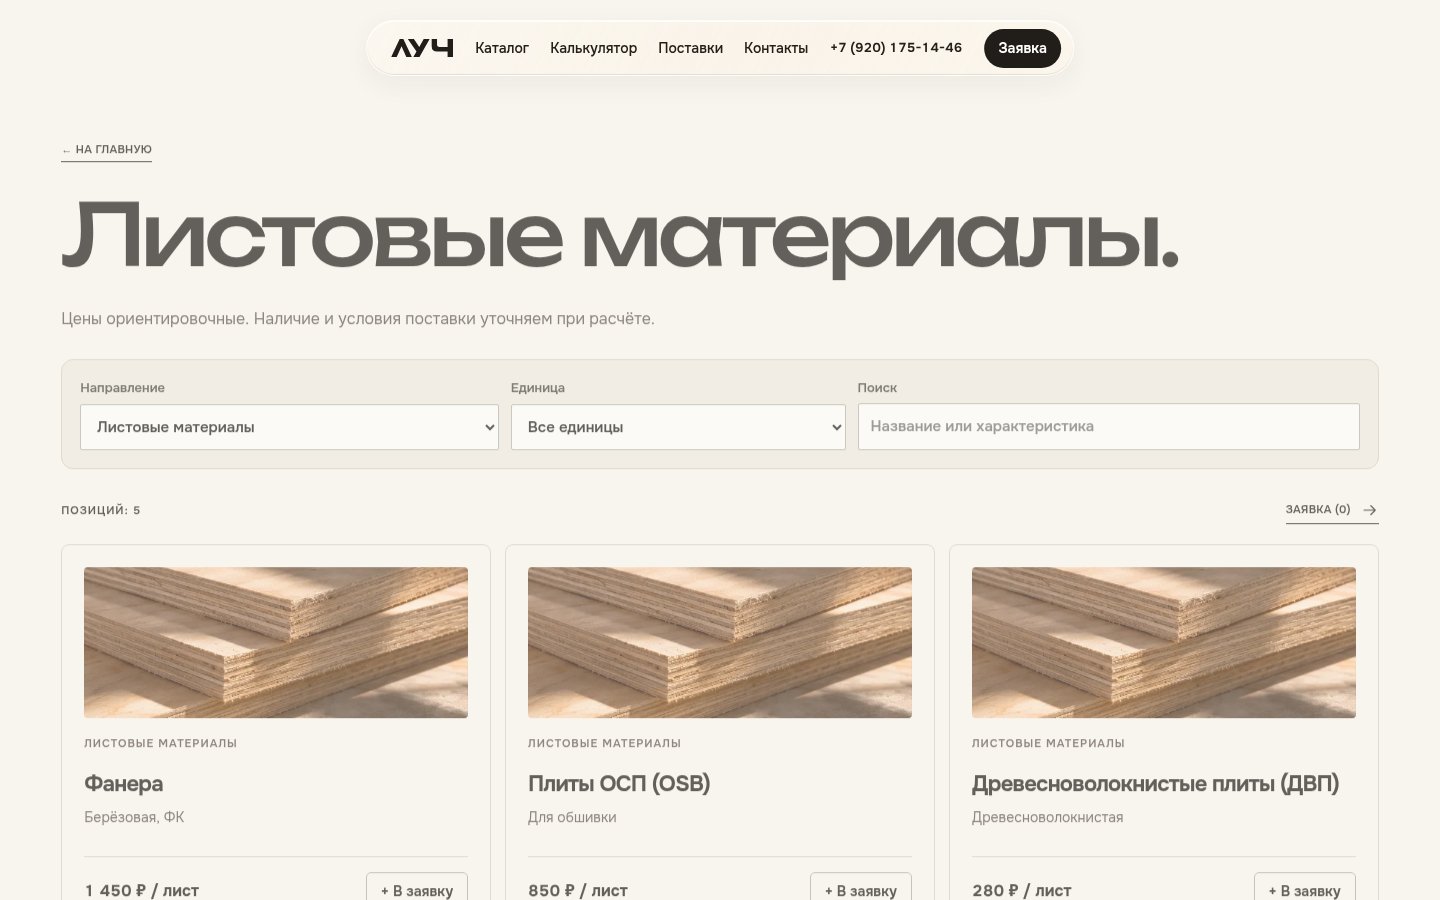 ЛУЧ Каталог Калькулятор Поставки Контакты +7 (920) 175-14-46 Заявка
← НА ГЛАВНУЮ
Листовые материалы.
Цены ориентировочные. Наличие и условия поставки уточняем при расчёте.
Направление Единица Поиск
Листовые материалы Все единицы Название или характеристика
ПОЗИЦИЙ: 5 ЗАЯВКА (0) →
ЛИСТОВЫЕ МАТЕРИАЛЫ ЛИСТОВЫЕ МАТЕРИАЛЫ ЛИСТОВЫЕ МАТЕРИАЛЫ
Фанера Плиты ОСП (OSB) Древесноволокнистые плиты (ДВП)
Берёзовая, ФК Для обшивки Древесноволокнистая
1 450 ₽ / лист + В заявку 850 ₽ / лист + В заявку 280 ₽ / лист + В заявку